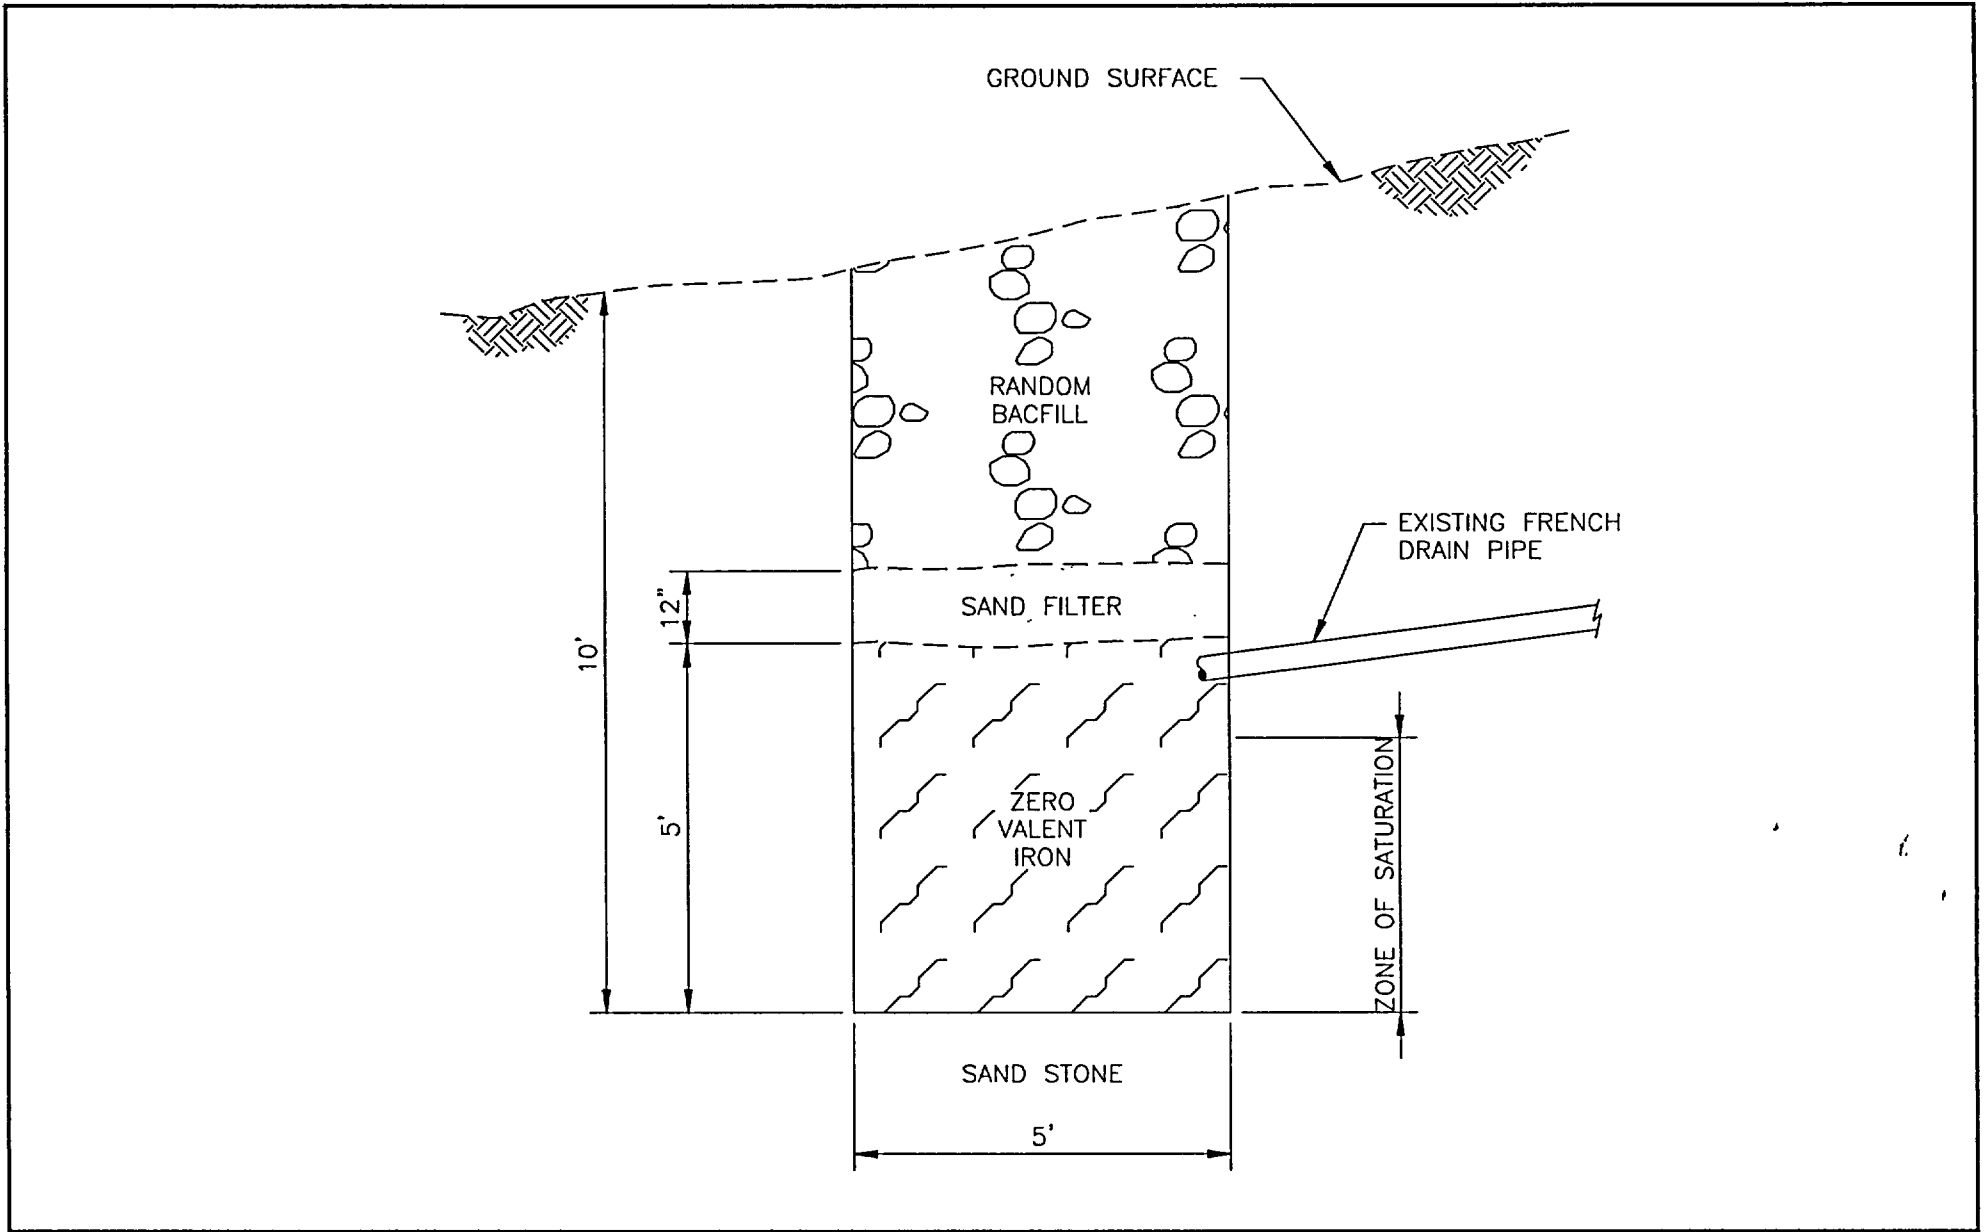 GROUND SURFACE
RANDOM
BACFILL
EXISTING FRENCH
DRAIN PIPE
12"
SAND FILTER
10'
5'
ZERO
VALENT
IRON
ZONE OF SATURATION
SAND STONE
5'